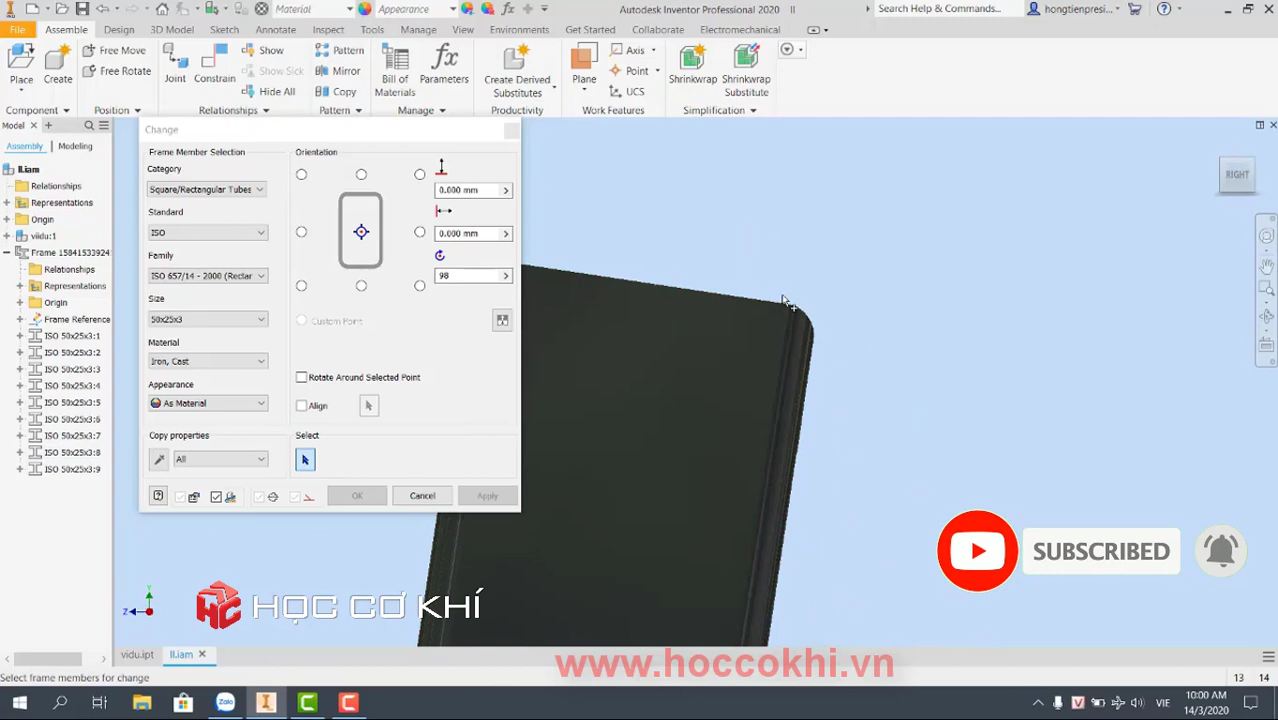 Material
Appearance
Autodesk Inventor Professional 2020
II
Search Help & Commands...
hongtienpresi...
File
Assemble
Design
3D Model
Sketch
Annotate
Inspect
Tools
Manage
View
Environments
Get Started
Collaborate
Electromechanical
Place
Create
Free Move
Free Rotate
Joint
Constrain
Show
Show Sick
Hide All
Pattern
Mirror
Copy
Bill of
Materials
Parameters
Create Derived
Substitutes
Plane
Axis
Point
UCS
Shrinkwrap
Shrinkwrap
Substitute
Component
Position
Relationships
Pattern
Manage
Productivity
Work Features
Simplification
Model
Assembly
Modeling
II.iam
Relationships
Representations
Origin
viidu:1
Frame 15841533924
Relationships
Representations
Origin
Frame Reference
ISO 50x25x3:1
ISO 50x25x3:2
ISO 50x25x3:3
ISO 50x25x3:4
ISO 50x25x3:5
ISO 50x25x3:6
ISO 50x25x3:7
ISO 50x25x3:8
ISO 50x25x3:9
Change
Frame Member Selection
Category
Square/Rectangular Tubes
Standard
ISO
Family
ISO 657/14 - 2000 (Rectar
Size
50x25x3
Material
Iron, Cast
Appearance
As Material
Copy properties
All
Orientation
0.000 mm
0.000 mm
98
Custom Point
Rotate Around Selected Point
Align
Select
OK
Cancel
Apply
RIGHT
SUBSCRIBED
Y
Z
HC HỌC CƠ KHÍ
vidu.ipt
II.iam
www.hoccokhi.vn
Select frame members for change
13
14
Zalo
VIE
10:00 AM
14/3/2020